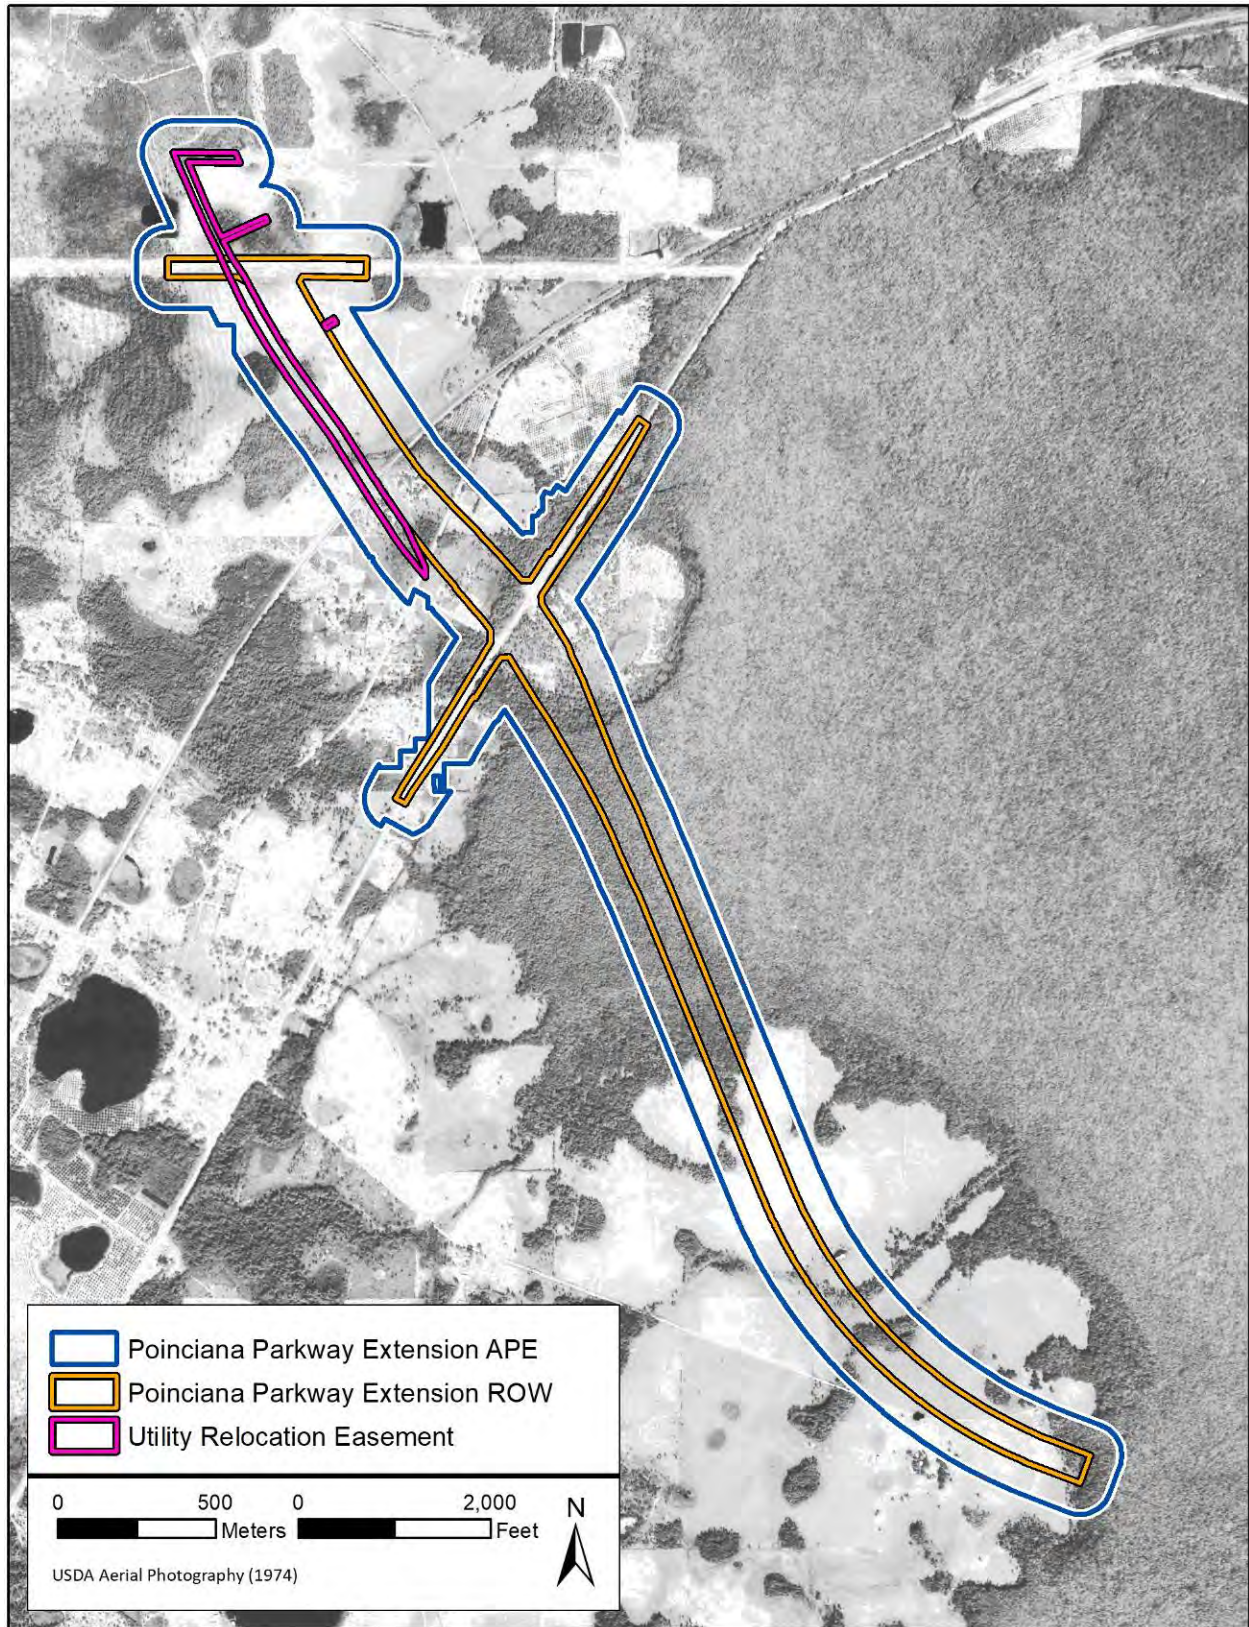 Poinciana Parkway Extension APE
Poinciana Parkway Extension ROW
Utility Relocation Easement
0 500 0 2,000 N
Meters Feet
USDA Aerial Photography (1974)